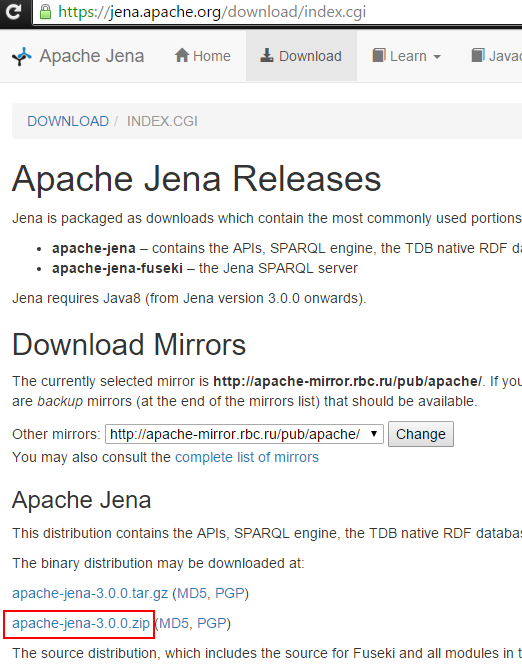 https://jena.apache.org/download/index.cgi
Apache Jena Home Download Learn
DOWNLOAD / INDEX.CGI
Apache Jena Releases
Jena is packaged as downloads which contain the most commonly used portions
• apache-jena – contains the APIs, SPARQL engine, the TDB native RDF
• apache-jena-fuseki – the Jena SPARQL server
Jena requires Java8 (from Jena version 3.0.0 onwards).
Download Mirrors
The currently selected mirror is http://apache-mirror.rbc.ru/pub/apache/. If you
are backup mirrors (at the end of the mirrors list) that should be available.
Other mirrors: http://apache-mirror.rbc.ru/pub/apache/ Change
You may also consult the complete list of mirrors
Apache Jena
This distribution contains the APIs, SPARQL engine, the TDB native RDF
The binary distribution may be downloaded at:
apache-jena-3.0.0.tar.gz (MD5, PGP)
apache-jena-3.0.0.zip (MD5, PGP)
The source distribution, which includes the source for Fuseki and all modules in